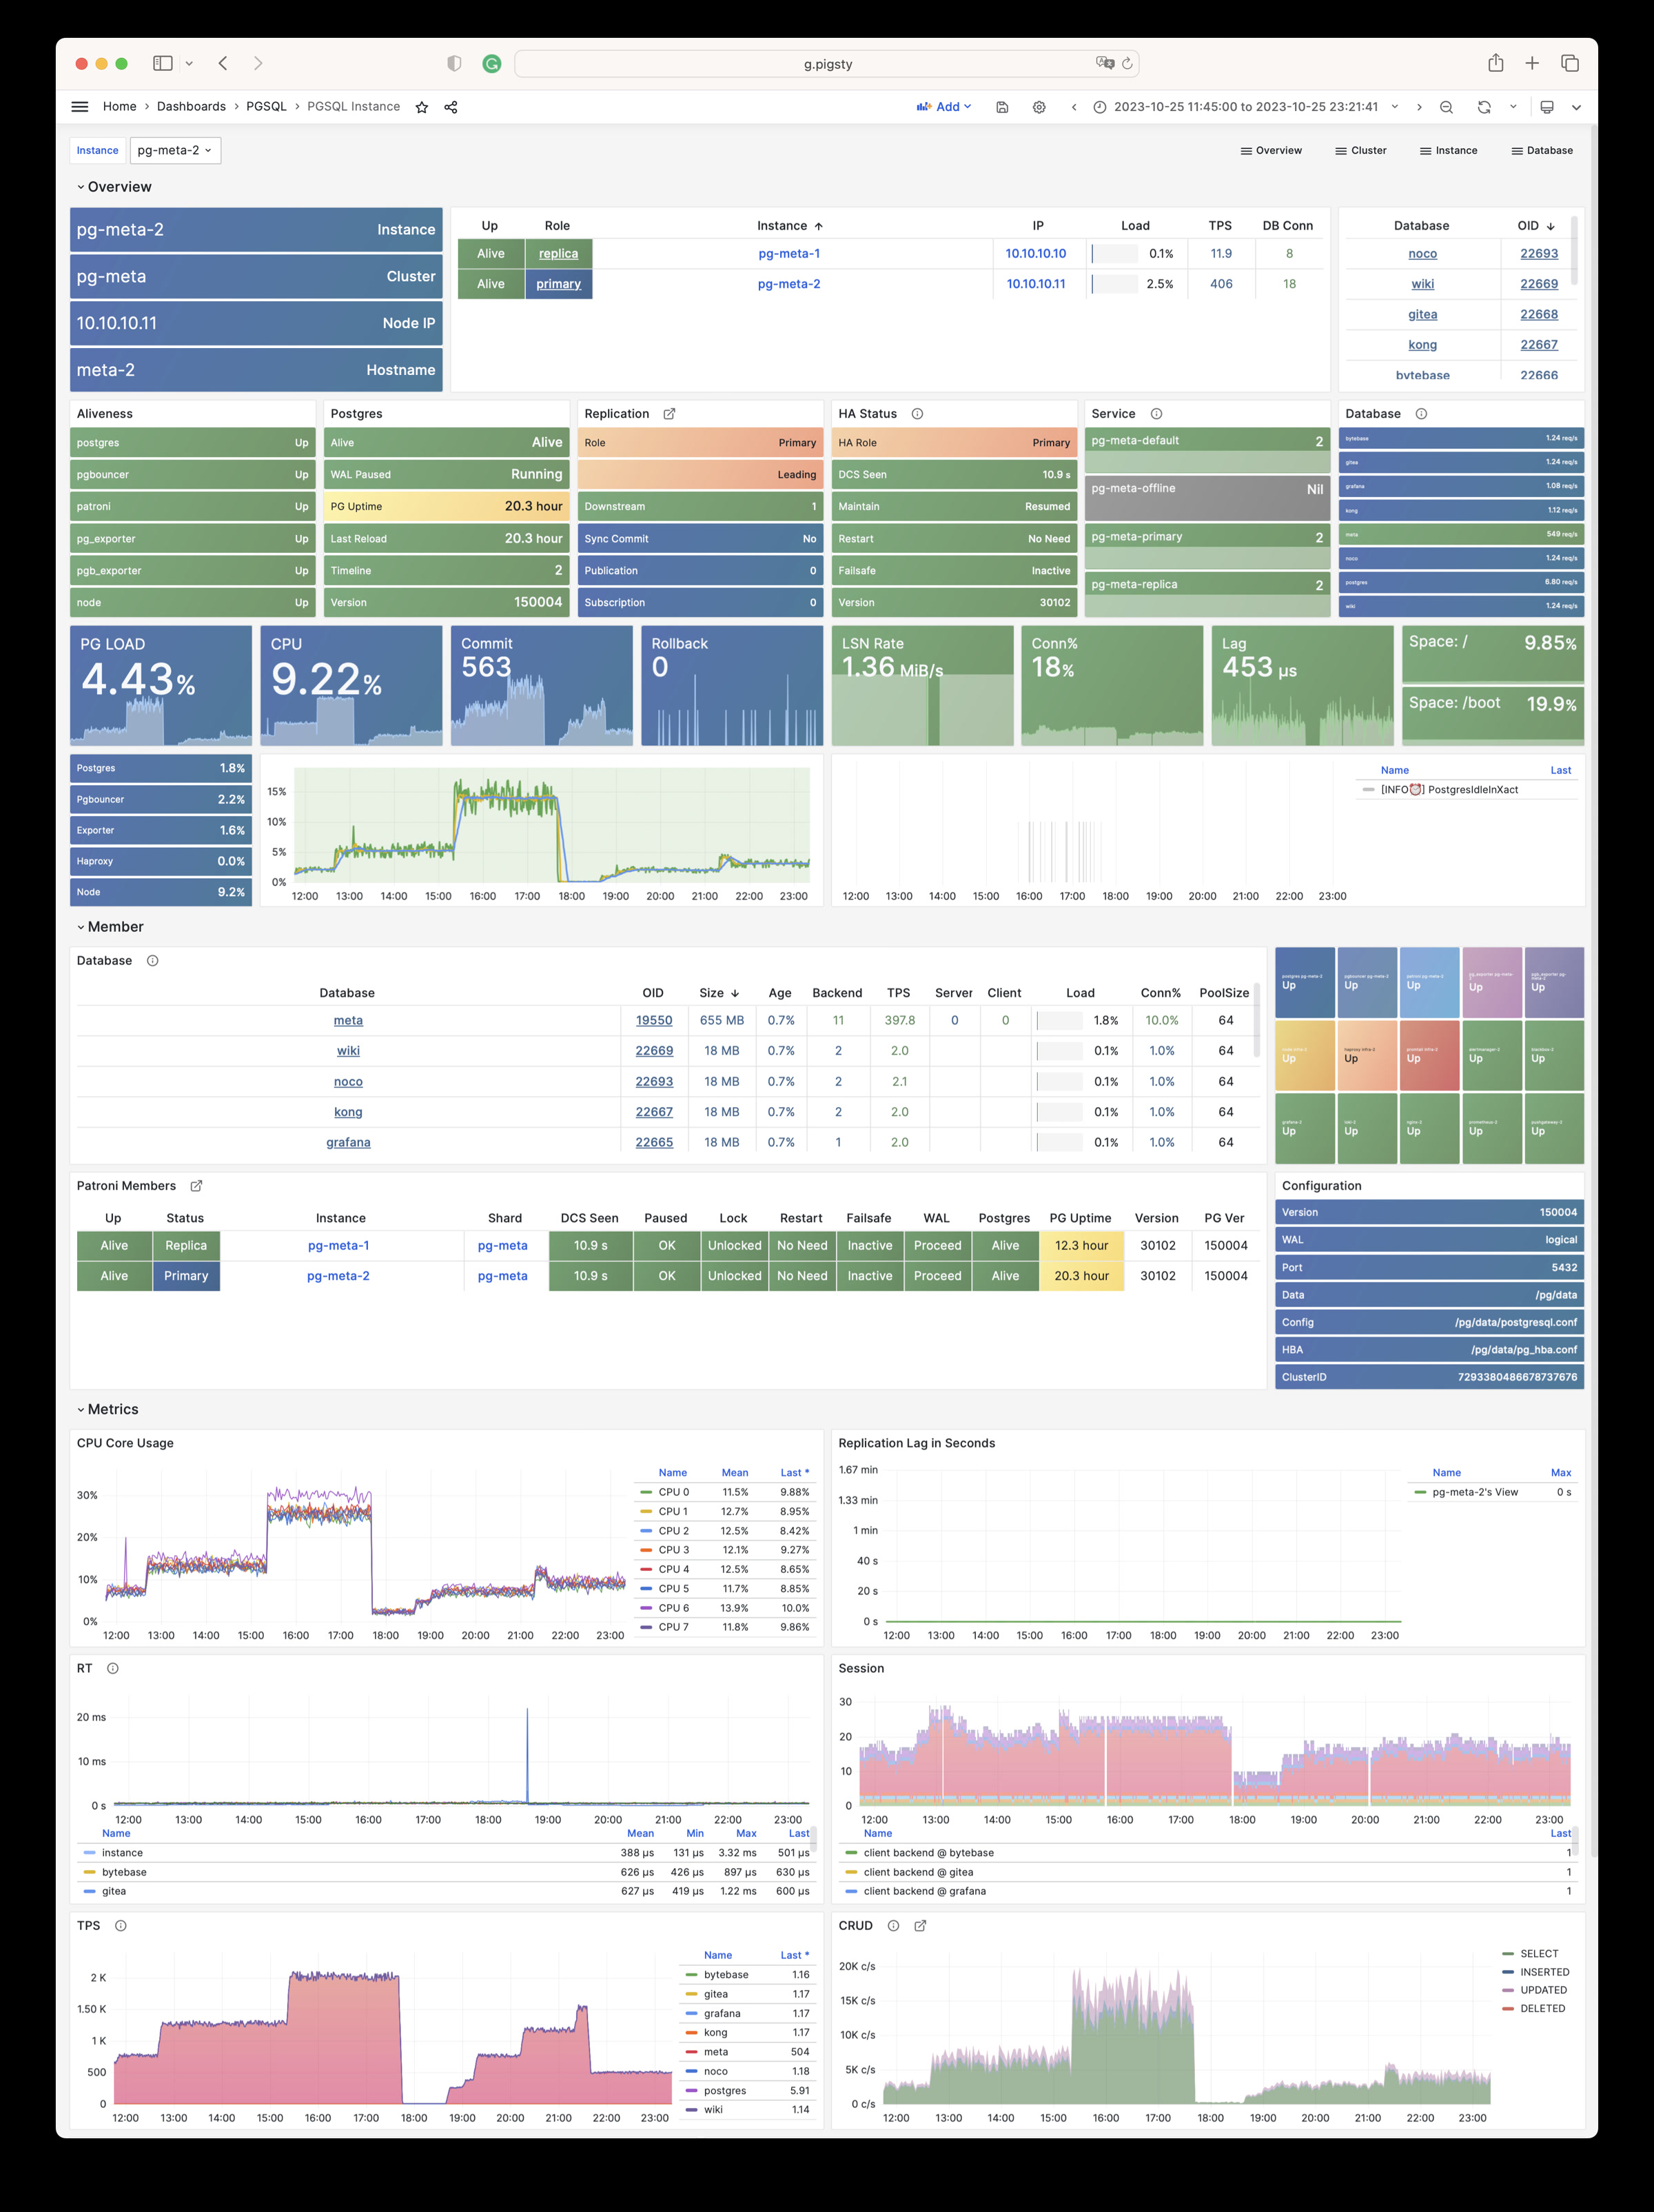 g.pigsty
Home › Dashboards › PGSQL › PGSQL Instance
Add
2023-10-25 11:45:00 to 2023-10-25 23:21:41
Instance pg-meta-2
Overview Cluster Instance Database
Overview
pg-meta-2 Instance
pg-meta Cluster
10.10.10.11 Node IP
meta-2 Hostname
Up Role Instance IP Load TPS DB Conn
Alive replica pg-meta-1 10.10.10.10 0.1% 11.9 8
Alive primary pg-meta-2 10.10.10.11 2.5% 406 18
Database OID
noco 22693
wiki 22669
gitea 22668
kong 22667
bytebase 22666
Aliveness
postgres Up
pgbouncer Up
patroni Up
pg_exporter Up
pgb_exporter Up
node Up
Postgres
Alive Alive
WAL Paused Running
PG Uptime 20.3 hour
Last Reload 20.3 hour
Timeline 2
Version 150004
Replication
Role Primary
Leading
Downstream 1
Sync Commit No
Publication 0
Subscription 0
HA Status
HA Role Primary
DCS Seen 10.9 s
Maintain Resumed
Restart No Need
Failsafe Inactive
Version 30102
Service
pg-meta-default 2
pg-meta-offline Nil
pg-meta-primary 2
pg-meta-replica 2
Database
bytebase 1.24 req/s
gitea 1.24 req/s
grafana 1.08 req/s
kong 1.12 req/s
meta 549 req/s
noco 1.24 req/s
postgres 6.80 req/s
wiki 1.24 req/s
PG LOAD
4.43%
CPU
9.22%
Commit
563
Rollback
0
LSN Rate
1.36 MiB/s
Conn%
18%
Lag
453 µs
Space: / 9.85%
Space: /boot 19.9%
Postgres 1.8%
Pgbouncer 2.2%
Exporter 1.6%
Haproxy 0.0%
Node 9.2%
15%
10%
5%
0%
12:00 13:00 14:00 15:00 16:00 17:00 18:00 19:00 20:00 21:00 22:00 23:00
12:00 13:00 14:00 15:00 16:00 17:00 18:00 19:00 20:00 21:00 22:00 23:00
Name Last
[INFO⏰] PostgresIdleInXact
Member
Database
Database OID Size Age Backend TPS Server Client Load Conn% PoolSize
meta 19550 655 MB 0.7% 11 397.8 0 0 1.8% 10.0% 64
wiki 22669 18 MB 0.7% 2 2.0 0.1% 1.0% 64
noco 22693 18 MB 0.7% 2 2.1 0.1% 1.0% 64
kong 22667 18 MB 0.7% 2 2.0 0.1% 1.0% 64
grafana 22665 18 MB 0.7% 1 2.0 0.1% 1.0% 64
Up Up Up Up Up
Up Up Up Up Up
Up Up Up Up Up
Patroni Members
Up Status Instance Shard DCS Seen Paused Lock Restart Failsafe WAL Postgres PG Uptime Version PG Ver
Alive Replica pg-meta-1 pg-meta 10.9 s OK Unlocked No Need Inactive Proceed Alive 12.3 hour 30102 150004
Alive Primary pg-meta-2 pg-meta 10.9 s OK Unlocked No Need Inactive Proceed Alive 20.3 hour 30102 150004
Configuration
Version 150004
WAL logical
Port 5432
Data /pg/data
Config /pg/data/postgresql.conf
HBA /pg/data/pg_hba.conf
ClusterID 7293380486678737676
Metrics
CPU Core Usage
30%
20%
10%
0%
12:00 13:00 14:00 15:00 16:00 17:00 18:00 19:00 20:00 21:00 22:00 23:00
Name Mean Last *
CPU 0 11.5% 9.88%
CPU 1 12.7% 8.95%
CPU 2 12.5% 8.42%
CPU 3 12.1% 9.27%
CPU 4 12.5% 8.65%
CPU 5 11.7% 8.85%
CPU 6 13.9% 10.0%
CPU 7 11.8% 9.86%
Replication Lag in Seconds
1.67 min
1.33 min
1 min
40 s
20 s
0 s
12:00 13:00 14:00 15:00 16:00 17:00 18:00 19:00 20:00 21:00 22:00 23:00
Name Max
pg-meta-2's View 0 s
RT
20 ms
10 ms
0 s
12:00 13:00 14:00 15:00 16:00 17:00 18:00 19:00 20:00 21:00 22:00 23:00
Name Mean Min Max Last
instance 388 µs 131 µs 3.32 ms 501 µs
bytebase 626 µs 426 µs 897 µs 630 µs
gitea 627 µs 419 µs 1.22 ms 600 µs
Session
30
20
10
0
12:00 13:00 14:00 15:00 16:00 17:00 18:00 19:00 20:00 21:00 22:00 23:00
Name Last
client backend @ bytebase 1
client backend @ gitea 1
client backend @ grafana 1
TPS
2 K
1.50 K
1 K
500
0
12:00 13:00 14:00 15:00 16:00 17:00 18:00 19:00 20:00 21:00 22:00 23:00
Name Last *
bytebase 1.16
gitea 1.17
grafana 1.17
kong 1.17
meta 504
noco 1.18
postgres 5.91
wiki 1.14
CRUD
20K c/s
15K c/s
10K c/s
5K c/s
0 c/s
12:00 13:00 14:00 15:00 16:00 17:00 18:00 19:00 20:00 21:00 22:00 23:00
SELECT
INSERTED
UPDATED
DELETED